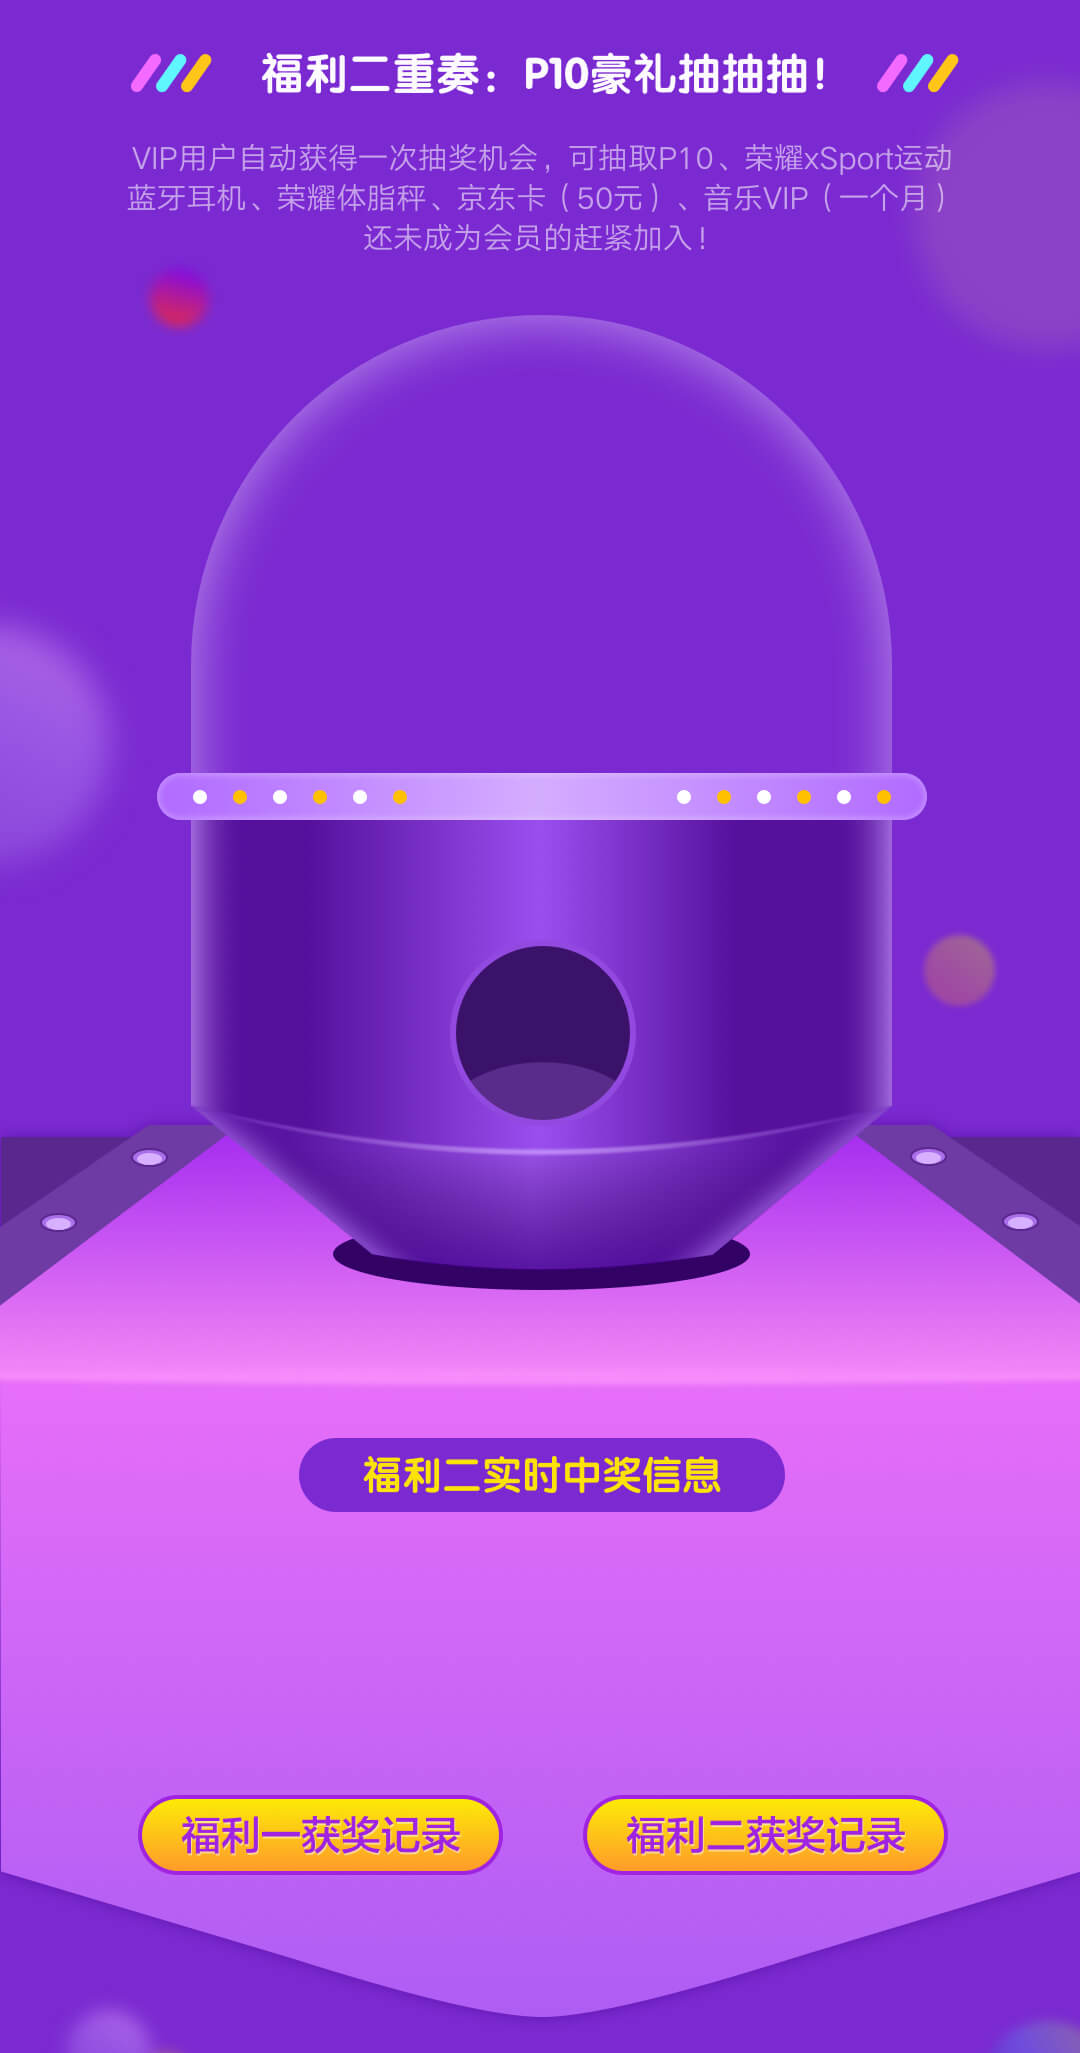 福利二重奏：P10豪礼抽抽抽！
VIP用户自动获得一次抽奖机会，可抽取P10、荣耀xSport运动
蓝牙耳机、荣耀体脂秤、京东卡（50元）、音乐VIP（一个月）
还未成为会员的赶紧加入！
福利二实时中奖信息
福利一获奖记录
福利二获奖记录